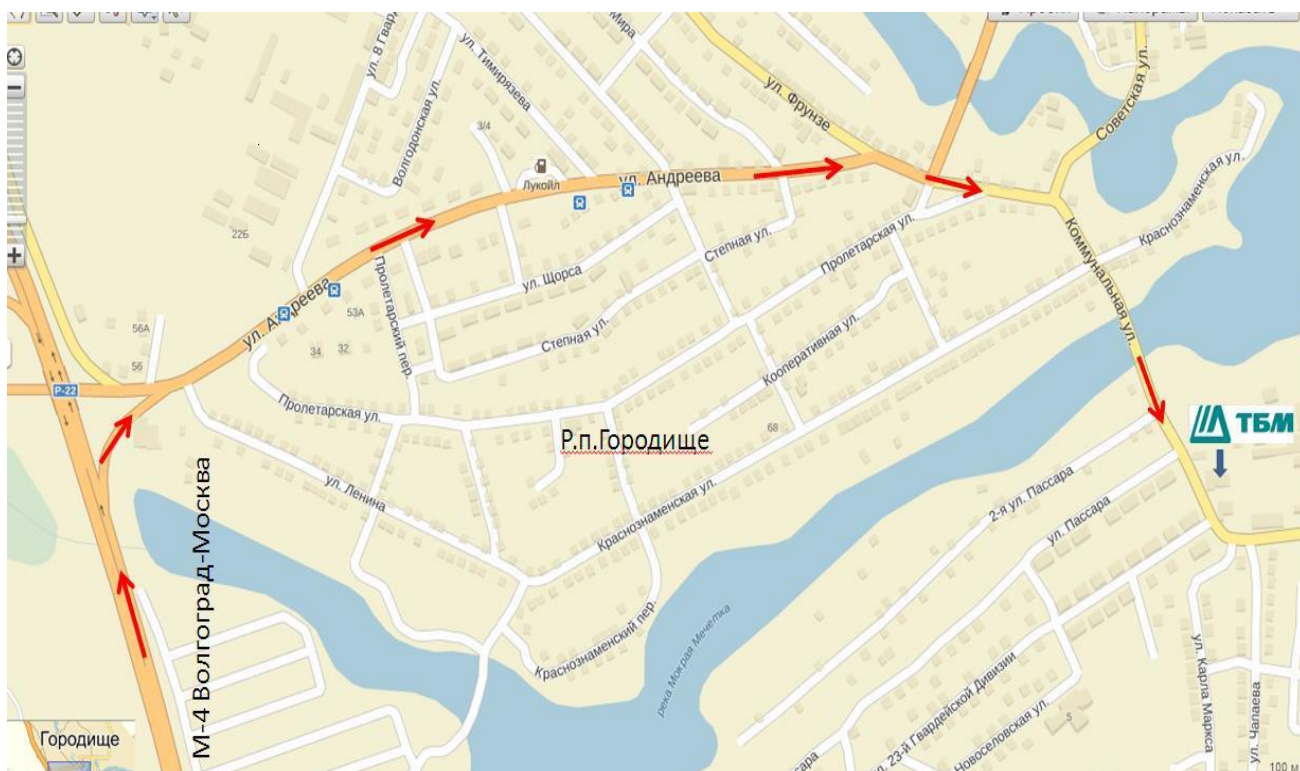 ул. 8 Гвар
ул. Тимирязева
Мира
ул. Фрунзе
Советская ул.
Волгодонская ул.
3/4
Лукойл
ул. Андреева
Краснознаменская ул.
22Б
Степная ул.
Пролетарская ул.
Коммунальная ул.
ул. Щорса
ул. Андреева
Пролетарский пер.
53А
56А
34
32
Степная ул.
Кооперативная ул.
56
Р-22
Пролетарская ул.
Р.п.Городище
68
ТБМ
М-4 Волгоград-Москва
ул. Ленина
Краснознаменская ул.
2-я ул. Пассара
ул. Пассара
Краснознаменский пер.
река Мокрая Мечетка
ул. 23-й Гвардейской Дивизии
Новоселовская ул.
5
ул. Карла Маркса
ул. Чапаева
Пассара
Городище
100 м